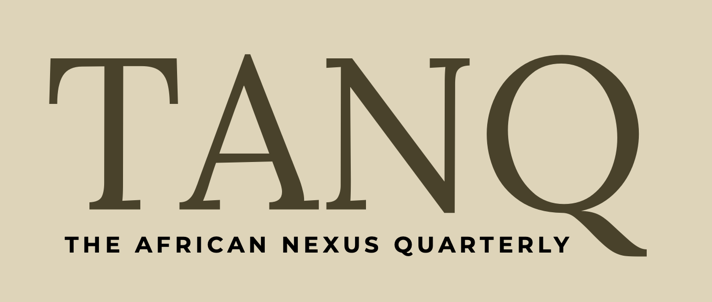 TANQ
THE AFRICAN NEXUS QUARTERLY